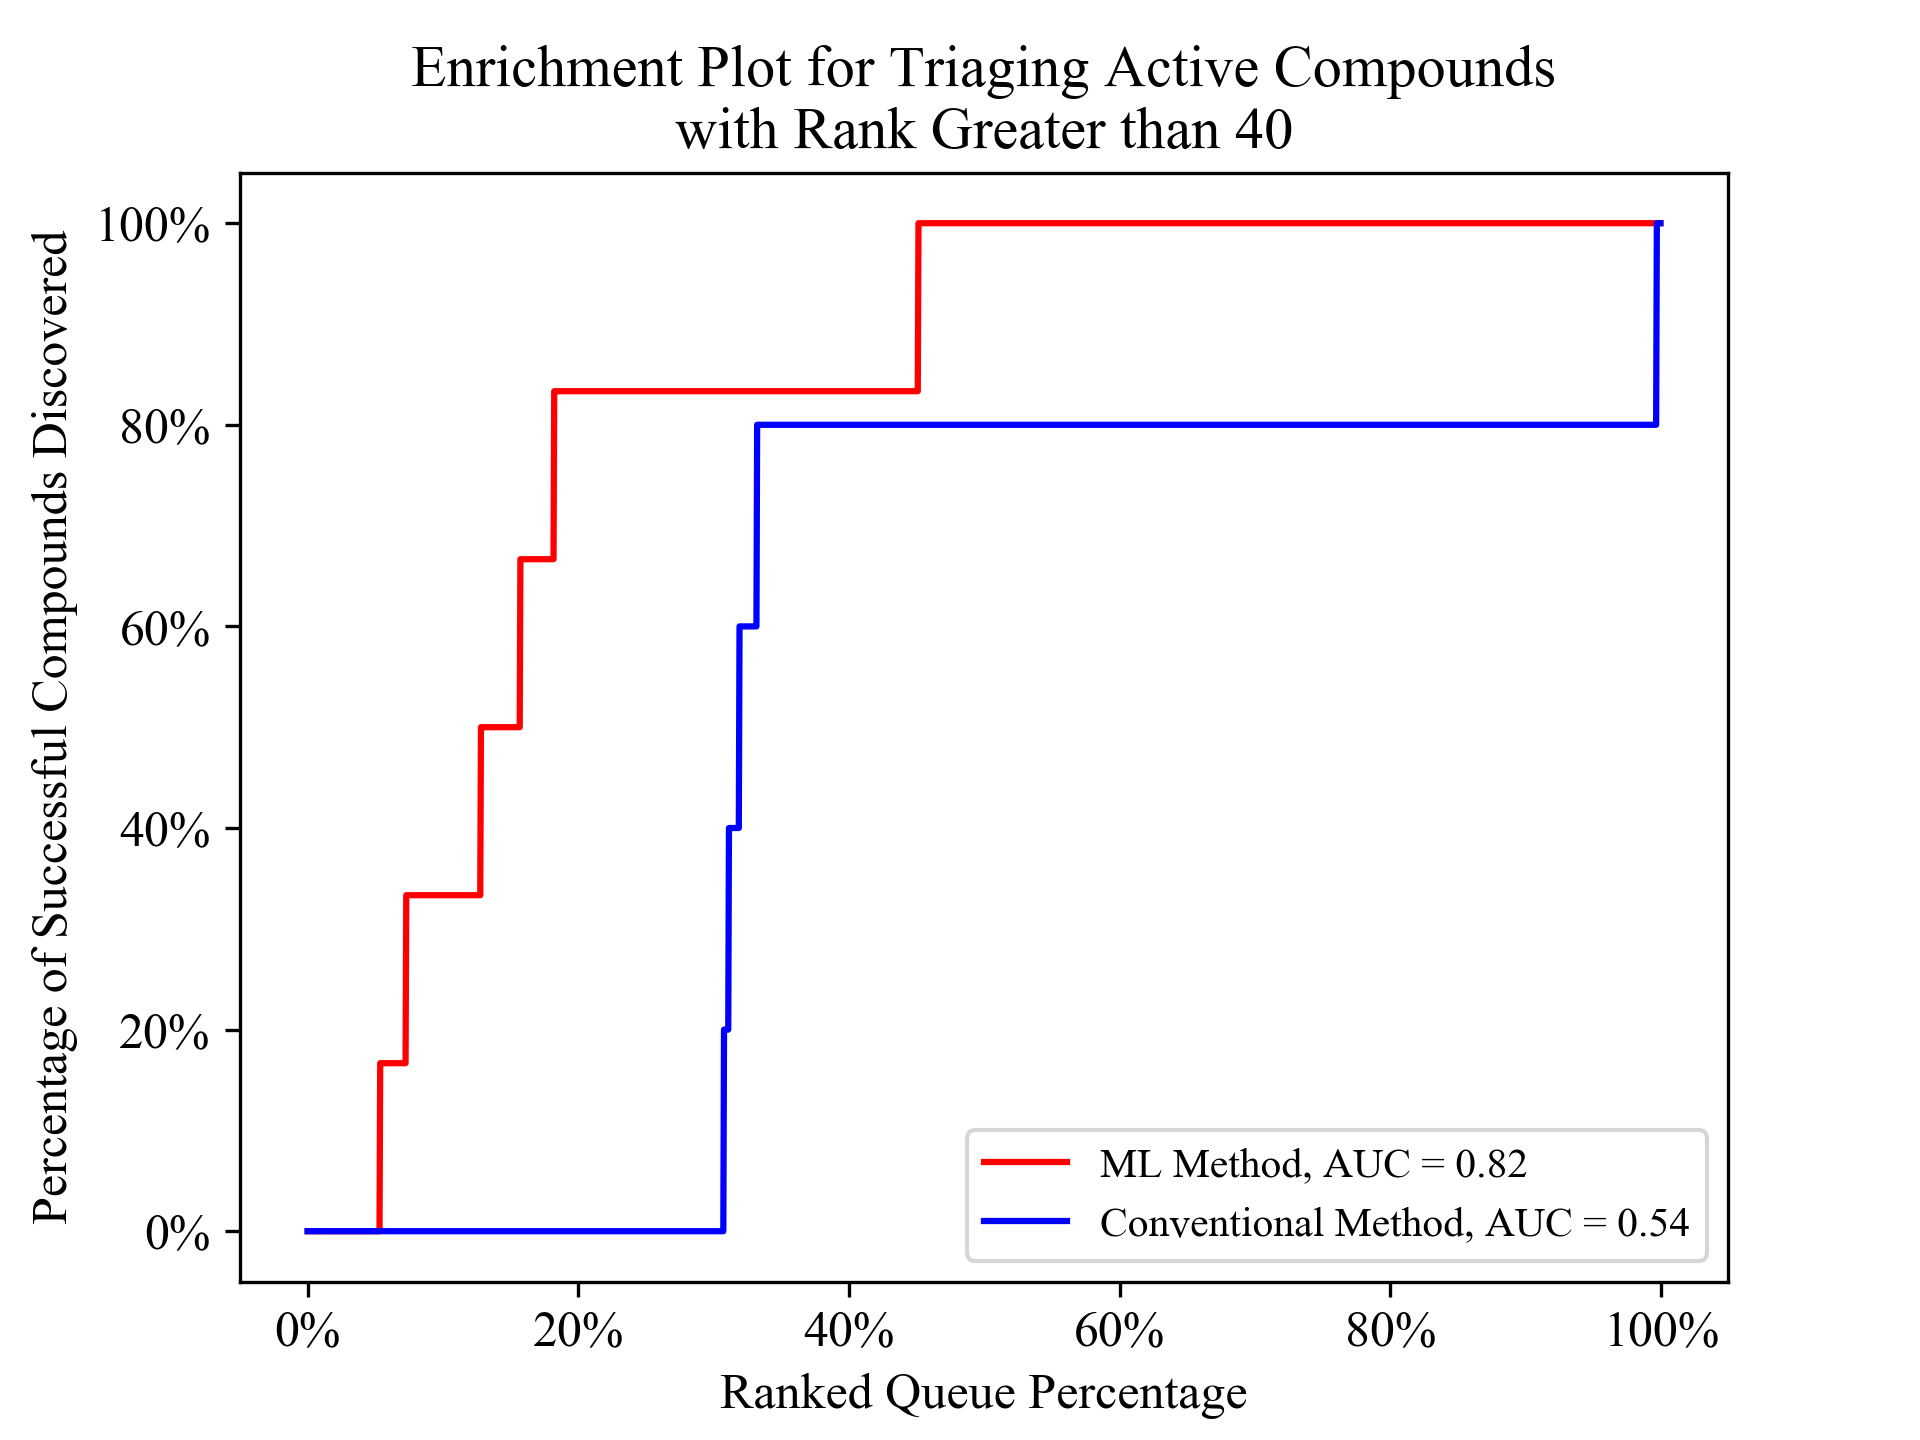 Enrichment Plot for Triaging Active Compounds
with Rank Greater than 40
Percentage of Successful Compounds Discovered
100%
80%
60%
40%
20%
0%
ML Method, AUC = 0.82
Conventional Method, AUC = 0.54
0%
20%
40%
60%
80%
100%
Ranked Queue Percentage